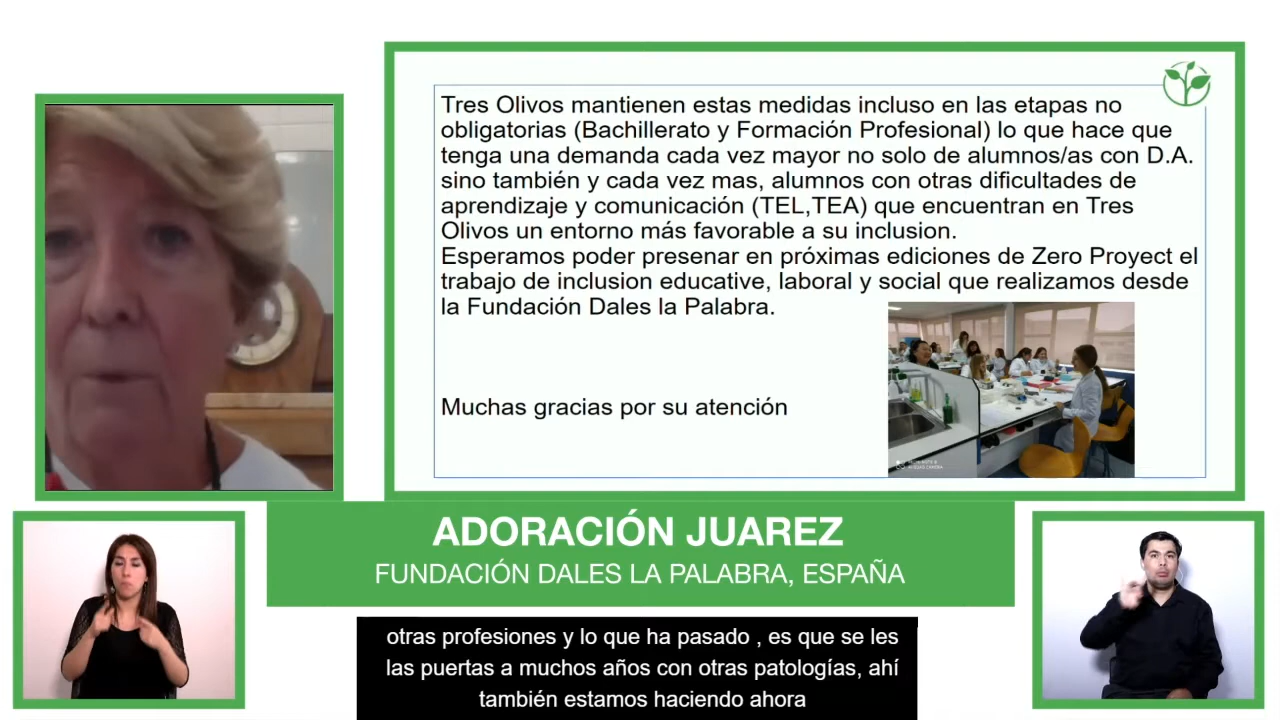 Tres Olivos mantienen estas medidas incluso en las etapas no
obligatorias (Bachillerato y Formación Profesional) lo que hace que
tenga una demanda cada vez mayor no solo de alumnos/as con D.A.
sino también y cada vez mas, alumnos con otras dificultades de
aprendizaje y comunicación (TEL,TEA) que encuentran en Tres
Olivos un entorno más favorable a su inclusion.
Esperamos poder presenar en próximas ediciones de Zero Proyect el
trabajo de inclusion educative, laboral y social que realizamos desde
la Fundación Dales la Palabra.
Muchas gracias por su atención
ADORACIÓN JUAREZ
FUNDACIÓN DALES LA PALABRA, ESPAÑA
otras profesiones y lo que ha pasado , es que se les
las puertas a muchos años con otras patologías, ahí
también estamos haciendo ahora